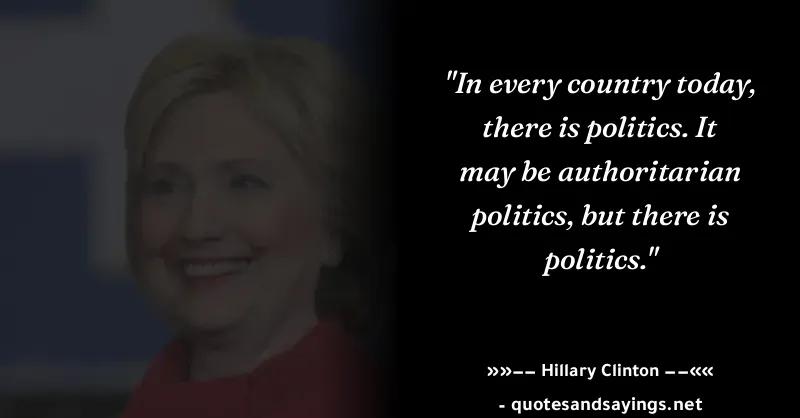 "In every country today,
there is politics. It
may be authoritarian
politics, but there is
politics."
»»−− Hillary Clinton −−««
- quotesandsayings.net